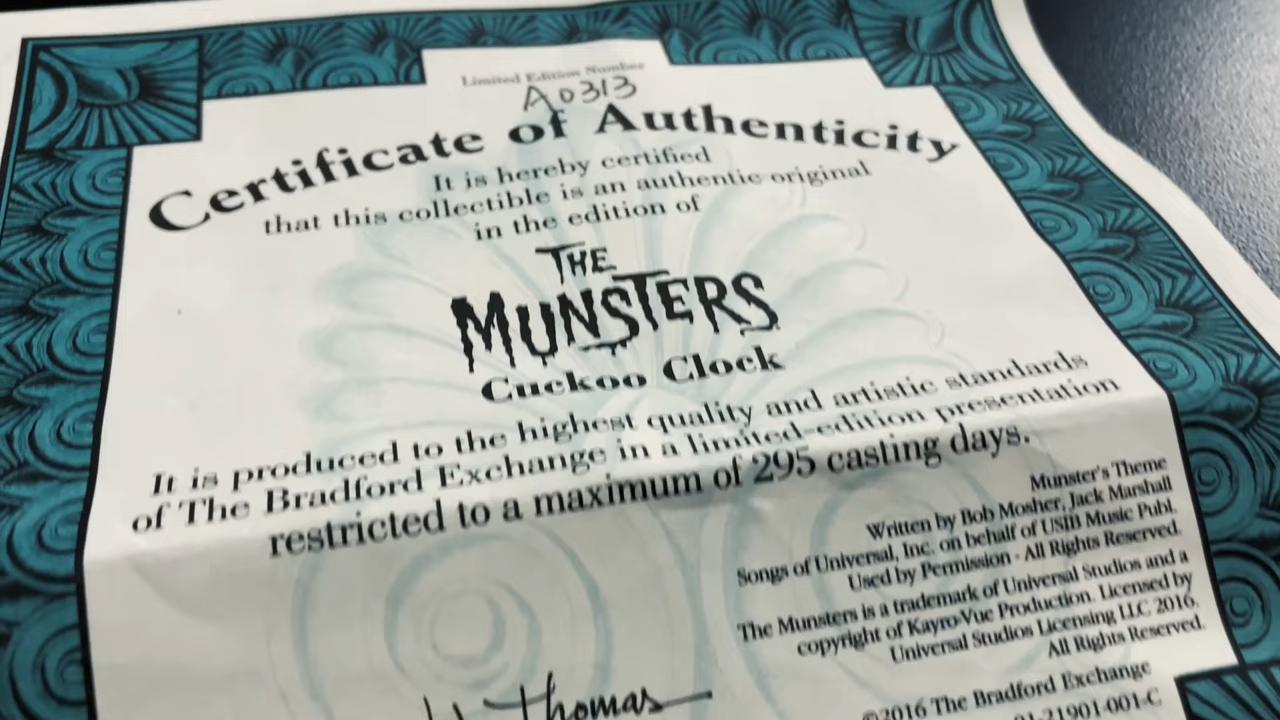 Limited Edition Number
A0313
Certificate of Authenticity
It is hereby certified
that this collectible is an authentic original
in the edition of
THE
MUNSTERS
Cuckoo Clock
It is produced to the highest quality and artistic standards
of The Bradford Exchange in a limited-edition presentation
restricted to a maximum of 295 casting days.
Munster's Theme
Written by Bob Mosher, Jack Marshall
Songs of Universal, Inc. on behalf of USIB Music Publ.
Used by Permission - All Rights Reserved.
The Munsters is a trademark of Universal Studios and a
copyright of Kayro-Vue Production. Licensed by
Universal Studios Licensing LLC 2016.
All Rights Reserved.
Thomas
©2016 The Bradford Exchange
01-21901-001-C